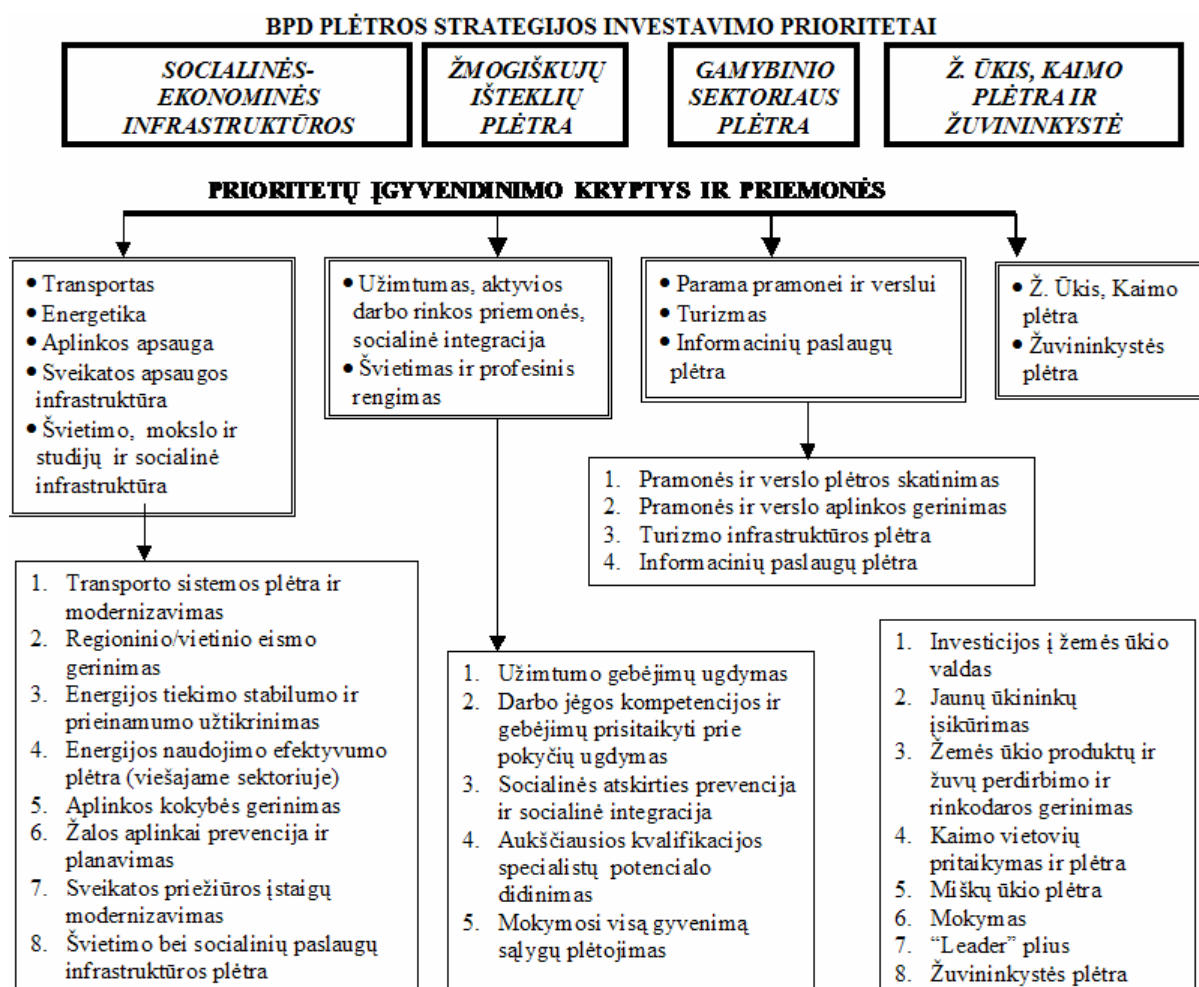 BPD PLĖTROS STRATEGIJOS INVESTAVIMO PRIORITETAI
SOCIALINĖS-
EKONOMINĖS
INFRASTRUKTŪROS
ŽMOGIŠKUJŲ
IŠTEKLIŲ
PLĖTRA
GAMYBINIO
SEKTORIAUS
PLĖTRA
Ž. ŪKIS, KAIMO
PLĖTRA IR
ŽUVININKYSTĖ
PRIORITETŲ ĮGYVENDINIMO KRYPTYS IR PRIEMONĖS
• Transportas
• Energetika
• Aplinkos apsauga
• Sveikatos apsaugos
infrastruktūra
• Švietimo, mokslo ir
studijų ir socialinė
infrastruktūra
• Užimtumas, aktyvios
darbo rinkos priemonės,
socialinė integracija
• Švietimas ir profesinis
rengimas
• Parama pramonei ir verslui
• Turizmas
• Informacinių paslaugų
plėtra
• Ž. Ūkis, Kaimo
plėtra
• Žuvininkystės
plėtra
1. Transporto sistemos plėtra ir
modernizavimas
2. Regioninio/vietinio eismo
gerinimas
3. Energijos tiekimo stabilumo ir
prieinamumo užtikrinimas
4. Energijos naudojimo efektyvumo
plėtra (viešajame sektoriuje)
5. Aplinkos kokybės gerinimas
6. Žalos aplinkai prevencija ir
planavimas
7. Sveikatos priežiūros įstaigų
modernizavimas
8. Švietimo bei socialinių paslaugų
infrastruktūros plėtra
1. Užimtumo gebėjimų ugdymas
2. Darbo jėgos kompetencijos ir
gebėjimų prisitaikyti prie
pokyčių ugdymas
3. Socialinės atskirties prevencija
ir socialinė integracija
4. Aukščiausios kvalifikacijos
specialistų potencialo
didinimas
5. Mokymosi visą gyvenimą
sąlygų plėtojimas
1. Pramonės ir verslo plėtros skatinimas
2. Pramonės ir verslo aplinkos gerinimas
3. Turizmo infrastruktūros plėtra
4. Informacinių paslaugų plėtra
1. Investicijos į žemės ūkio
valdas
2. Jaunų ūkininkų
įsikūrimas
3. Žemės ūkio produktų ir
žuvų perdirbimo ir
rinkodaros gerinimas
4. Kaimo vietovių
pritaikymas ir plėtra
5. Miškų ūkio plėtra
6. Mokymas
7. “Leader” plius
8. Žuvininkystės plėtra